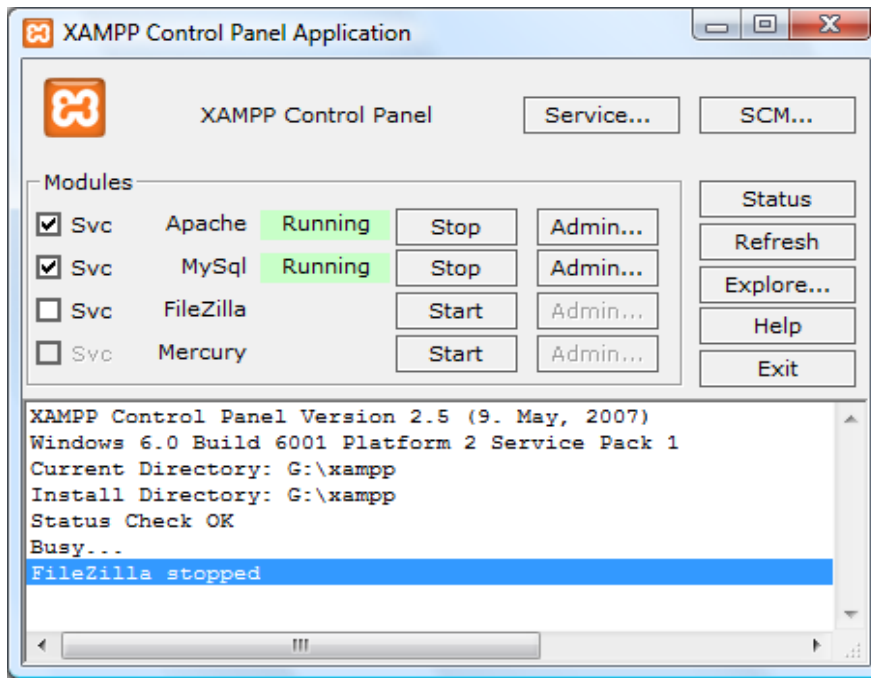 XAMPP Control Panel Application
XAMPP Control Panel Service... SCM...
Modules
Svc Apache Running Stop Admin...
Svc MySql Running Stop Admin...
Svc FileZilla Start Admin...
Svc Mercury Start Admin...
Status
Refresh
Explore...
Help
Exit
XAMPP Control Panel Version 2.5 (9. May, 2007)
Windows 6.0 Build 6001 Platform 2 Service Pack 1
Current Directory: G:\xampp
Install Directory: G:\xampp
Status Check OK
Busy...
FileZilla stopped